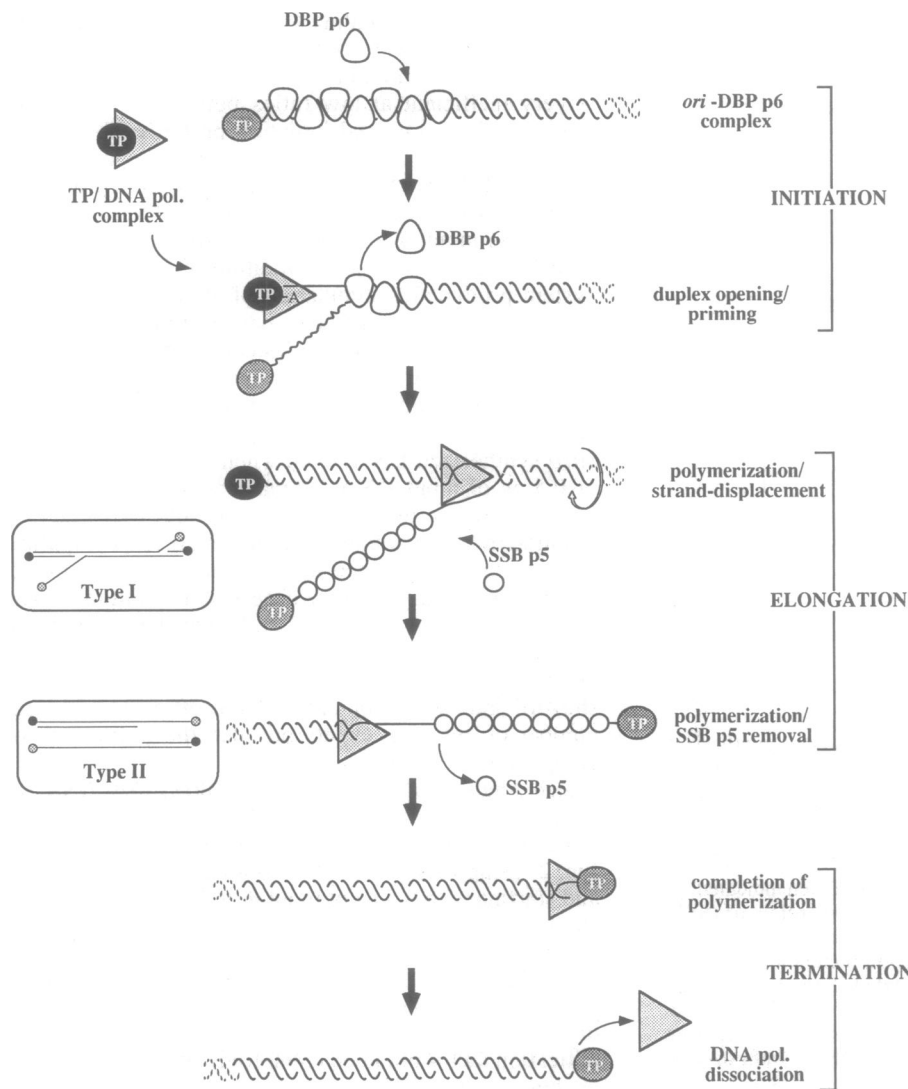 DBP p6
TP
ori -DBP p6
complex
TP
TP/ DNA pol.
complex
INITIATION
DBP p6
TP
-A
duplex opening/
priming
TP
TP
polymerization/
strand-displacement
SSB p5
Type I
TP
ELONGATION
TP
polymerization/
SSB p5 removal
Type II
SSB p5
TP
completion of
polymerization
TERMINATION
TP
DNA pol.
dissociation